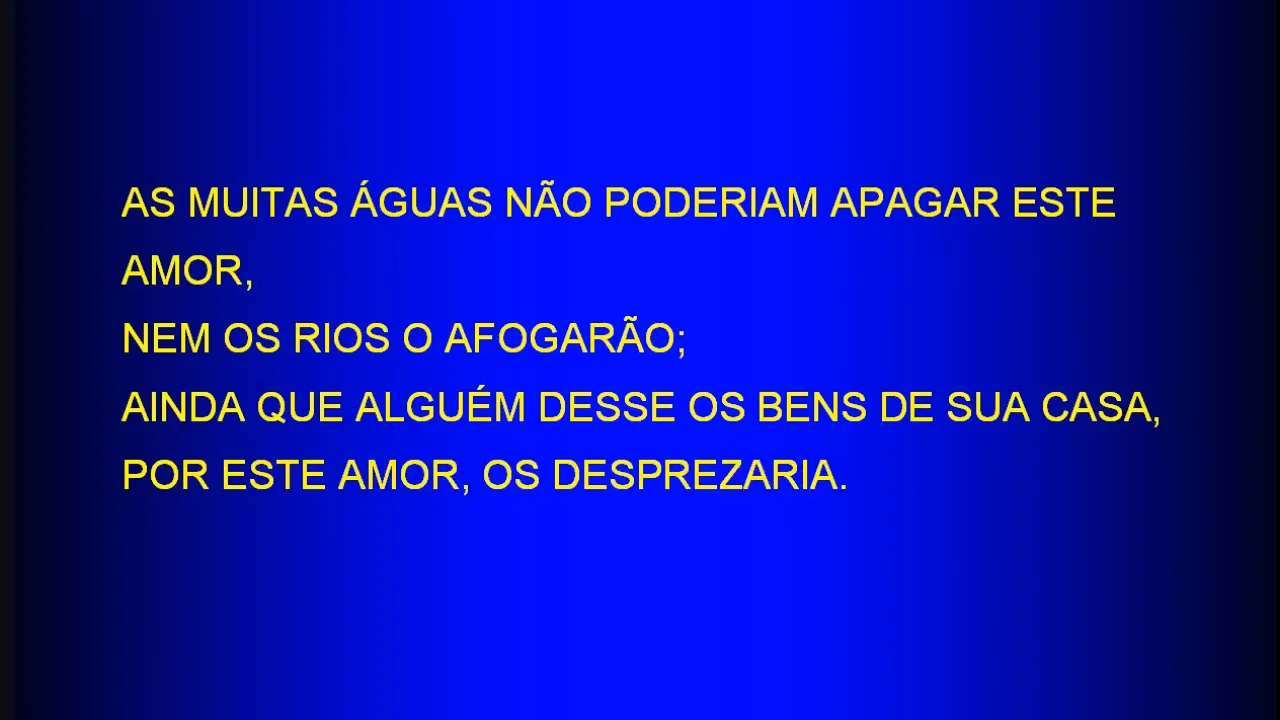 AS MUITAS ÁGUAS NÃO PODERIAM APAGAR ESTE
AMOR,
NEM OS RIOS O AFOGARÃO;
AINDA QUE ALGUÉM DESSE OS BENS DE SUA CASA,
POR ESTE AMOR, OS DESPREZARIA.